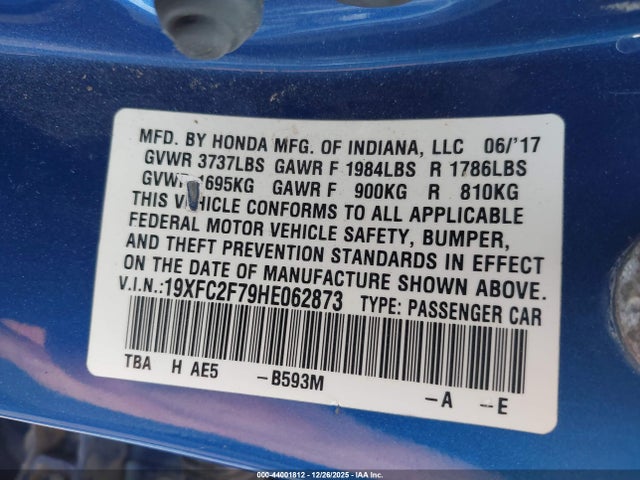 MFD. BY HONDA MFG. OF INDIANA, LLC 06/'17
GVWR 3737LBS GAWR F 1984LBS R 1786LBS
1695KG GAWR F 900KG R 810KG
THIS VEHICLE CONFORMS TO ALL APPLICABLE
FEDERAL MOTOR VEHICLE SAFETY, BUMPER,
AND THEFT PREVENTION STANDARDS IN EFFECT
ON THE DATE OF MANUFACTURE SHOWN ABOVE.
V.I.N.:19XFC2F79HE062873 TYPE: PASSENGER CAR
TBA H AE5 -B593M
-A -E
000-44001812 - 12/26/2025 - IAA Inc.